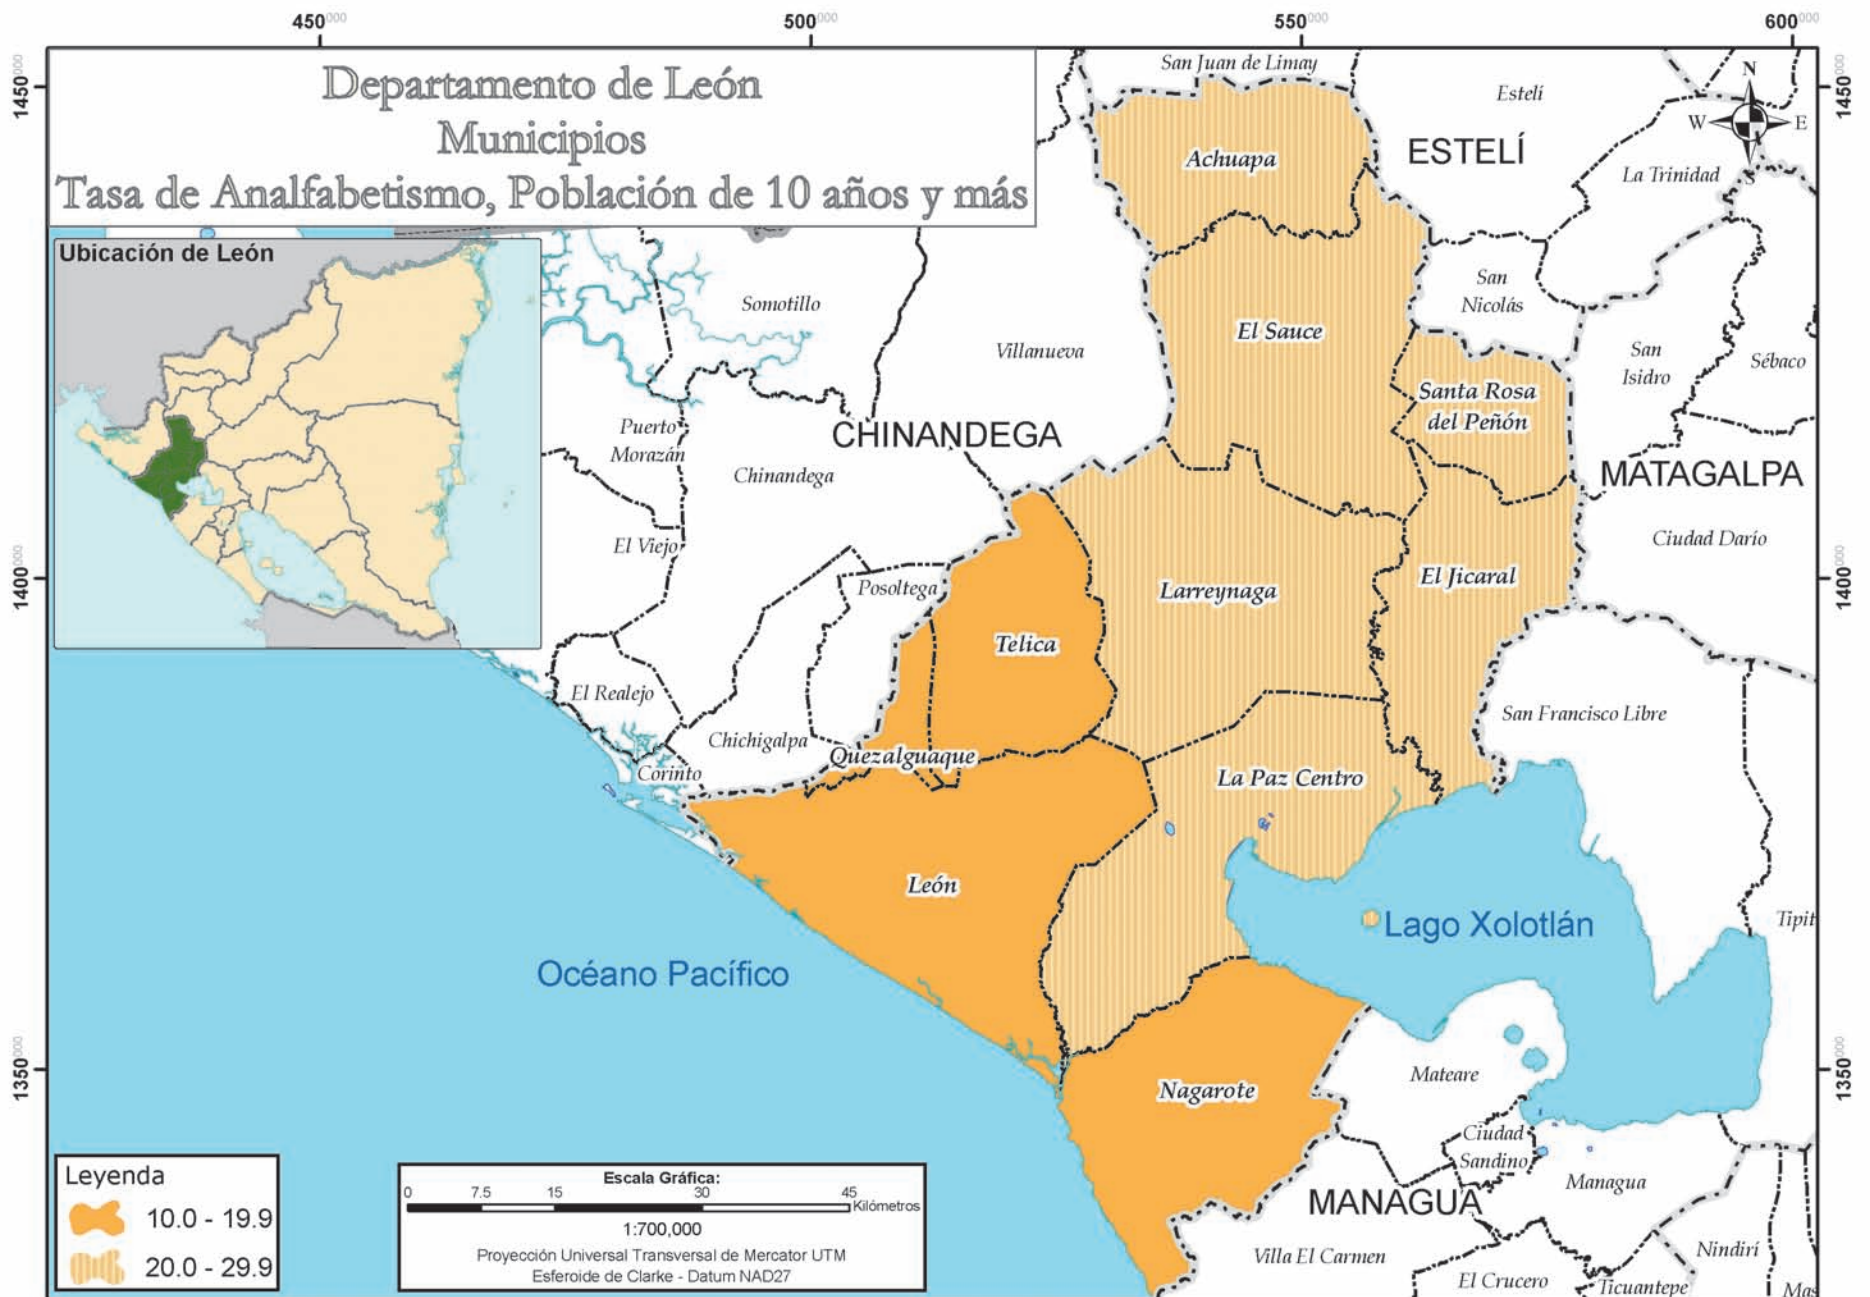 450000
500000
550000
600000
1450000
1400000
1350000
1450000
1400000
1350000
Departamento de León
Municipios
Tasa de Analfabetismo, Población de 10 años y más
Ubicación de León
N
W
E
S
San Juan de Limay
Estelí
ESTELÍ
La Trinidad
Achuapa
San
Nicolás
Somotillo
Villanueva
El Sauce
San
Isidro
Sébaco
Santa Rosa
del Peñón
Puerto
Morazán
CHINANDEGA
Chinandega
MATAGALPA
Ciudad Darío
El Viejo
Posoltega
Larreynaga
El Jicaral
Telica
El Realejo
San Francisco Libre
Chichigalpa
Quezalguaque
Corinto
La Paz Centro
León
Lago Xolotlán
Tipit
Océano Pacífico
Nagarote
Mateare
Ciudad
Sandino
Managua
MANAGUA
Villa El Carmen
El Crucero
Ticuantepe
Nindirí
Mas
Leyenda
10.0 - 19.9
20.0 - 29.9
Escala Gráfica:
0 7.5 15 30 45
Kilómetros
1:700,000
Proyección Universal Transversal de Mercator UTM
Esferoide de Clarke - Datum NAD27